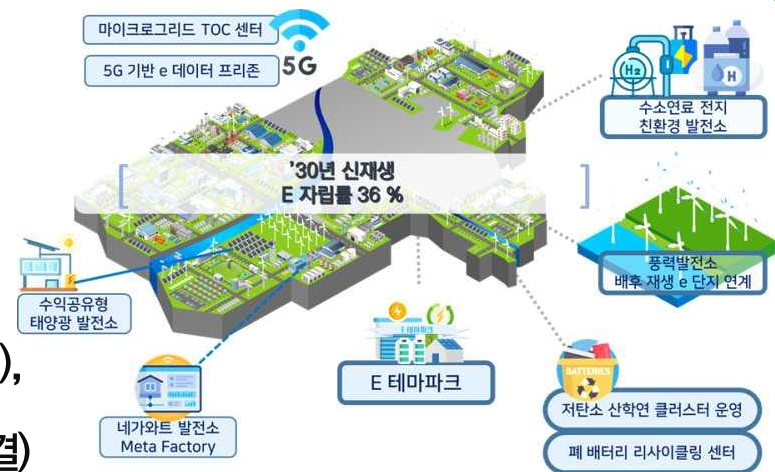 마이크로그리드 TOC 센터
5G 기반 e 데이터 프리존
5G
H₂
H
수소연료 전지
친환경 발전소
'30년 신재생
E 자립률 36 %
풍력발전소
배후 재생 e 단지 연계
수익공유형
태양광 발전소
),
E 테마파크
E 테마파크
BATTERIES
저탄소 산학연 클러스터 운영
네가와트 발전소
Meta Factory
결)
폐 배터리 리사이클링 센터